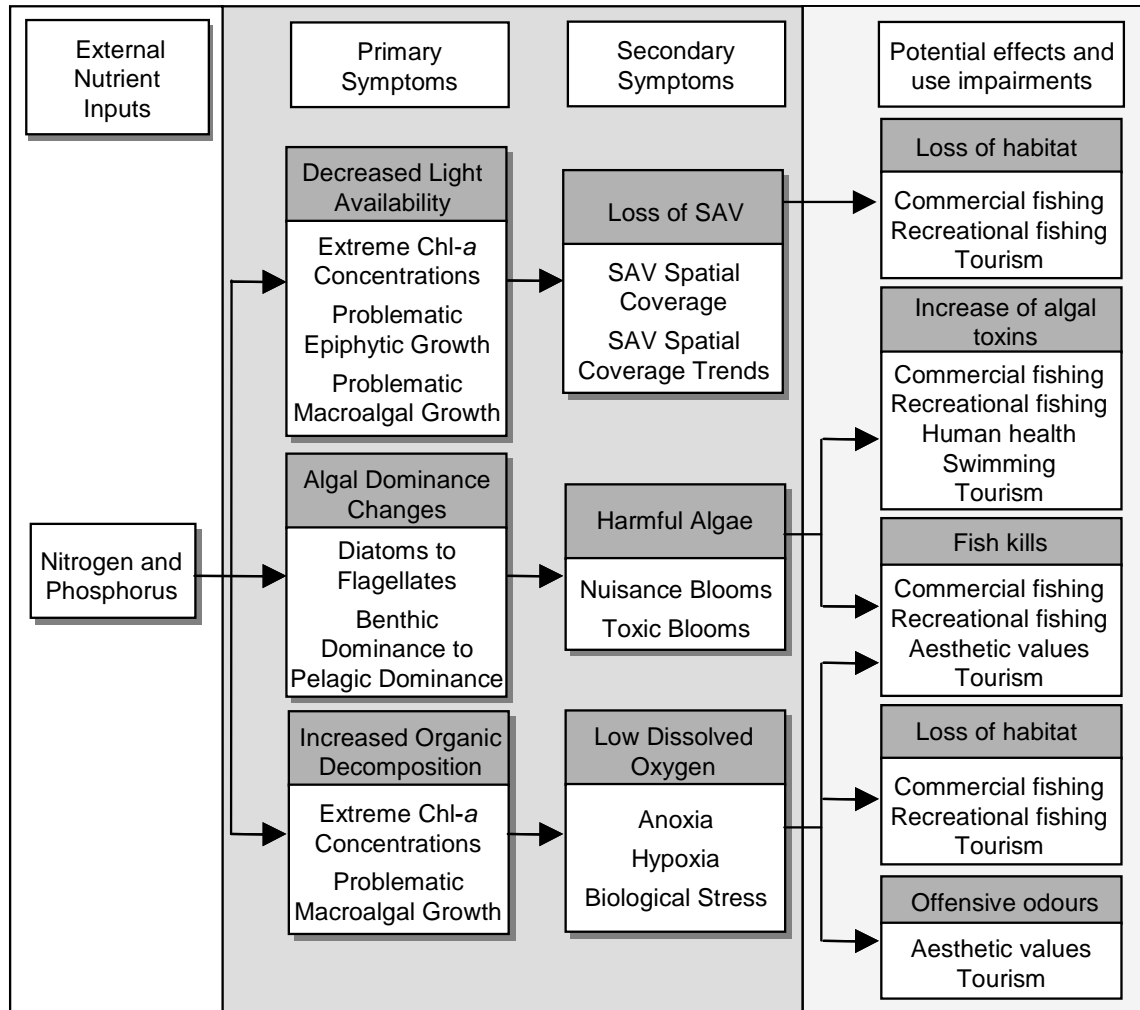 External
Nutrient
Inputs
Primary
Symptoms
Secondary
Symptoms
Potential effects and
use impairments
Nitrogen and
Phosphorus
Decreased Light
Availability
Extreme Chl-a
Concentrations
Problematic
Epiphytic Growth
Problematic
Macroalgal Growth
Algal Dominance
Changes
Diatoms to
Flagellates
Benthic
Dominance to
Pelagic Dominance
Increased Organic
Decomposition
Extreme Chl-a
Concentrations
Problematic
Macroalgal Growth
Loss of SAV
SAV Spatial
Coverage
SAV Spatial
Coverage Trends
Harmful Algae
Nuisance Blooms
Toxic Blooms
Low Dissolved
Oxygen
Anoxia
Hypoxia
Biological Stress
Loss of habitat
Commercial fishing
Recreational fishing
Tourism
Increase of algal
toxins
Commercial fishing
Recreational fishing
Human health
Swimming
Tourism
Fish kills
Commercial fishing
Recreational fishing
Aesthetic values
Tourism
Loss of habitat
Commercial fishing
Recreational fishing
Tourism
Offensive odours
Aesthetic values
Tourism